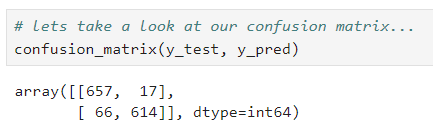 # lets take a look at our confusion matrix...
confusion_matrix(y_test, y_pred)
array([[657,  17],
       [ 66, 614]], dtype=int64)